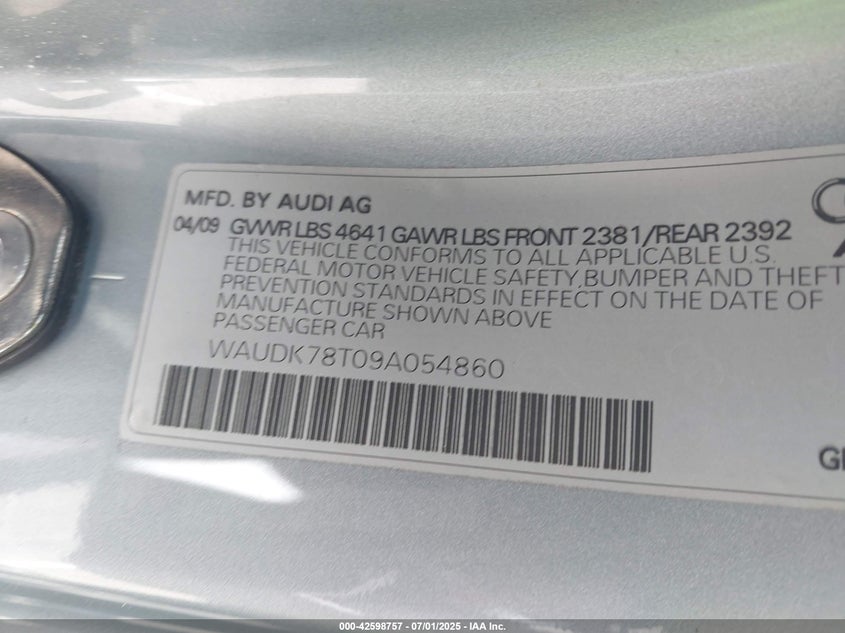 MFD. BY AUDI AG
04/09 GVWR LBS 4641 GAWR LBS FRONT 2381/REAR 2392
THIS VEHICLE CONFORMS TO ALL APPLICABLE U.S.
FEDERAL MOTOR VEHICLE SAFETY, BUMPER AND THEFT
PREVENTION STANDARDS IN EFFECT ON THE DATE OF
MANUFACTURE SHOWN ABOVE
PASSENGER CAR
WAUDK78T09A054860
000-42598757 - 07/01/2025 - IAA Inc.